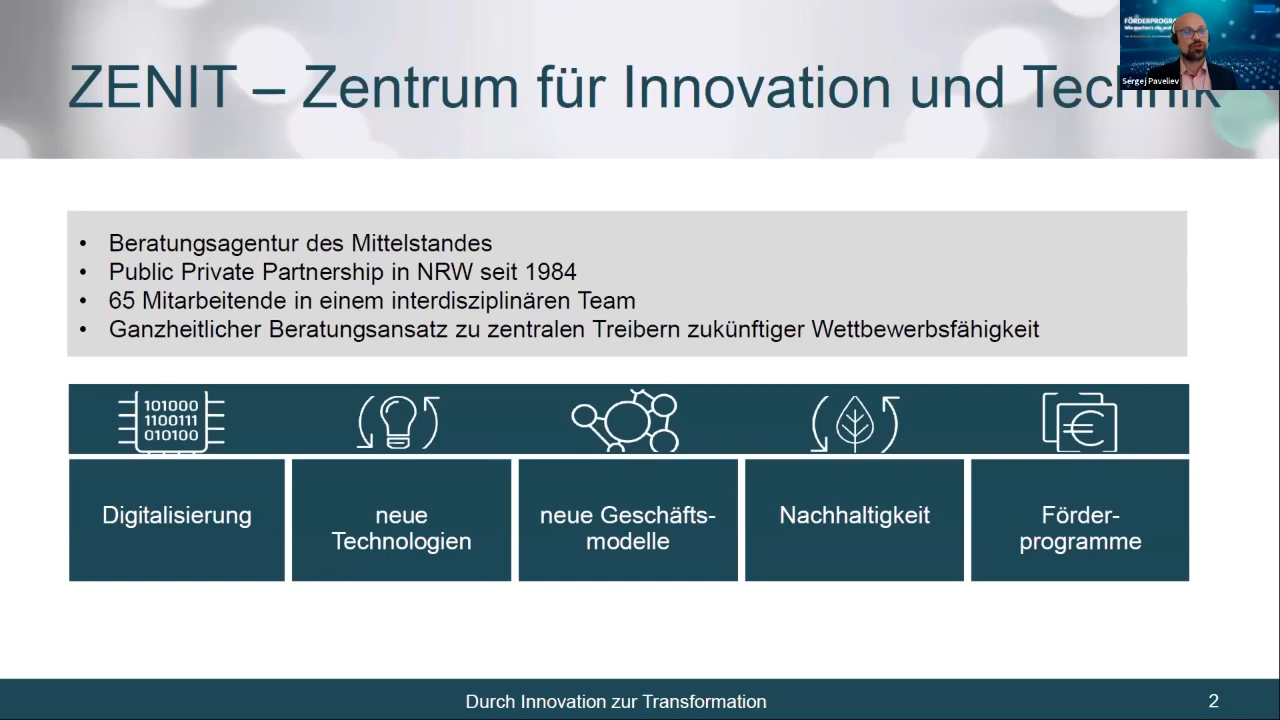 ZENIT – Zentrum für Innovation und Technik
FÖRDERPROGRA
Sergej Paveliev
• Beratungsagentur des Mittelstandes
• Public Private Partnership in NRW seit 1984
• 65 Mitarbeitende in einem interdisziplinären Team
• Ganzheitlicher Beratungsansatz zu zentralen Treibern zukünftiger Wettbewerbsfähigkeit
101000
1100111
010100
€
Digitalisierung
neue
Technologien
neue Geschäfts-
modelle
Nachhaltigkeit
Förder-
programme
Durch Innovation zur Transformation
2